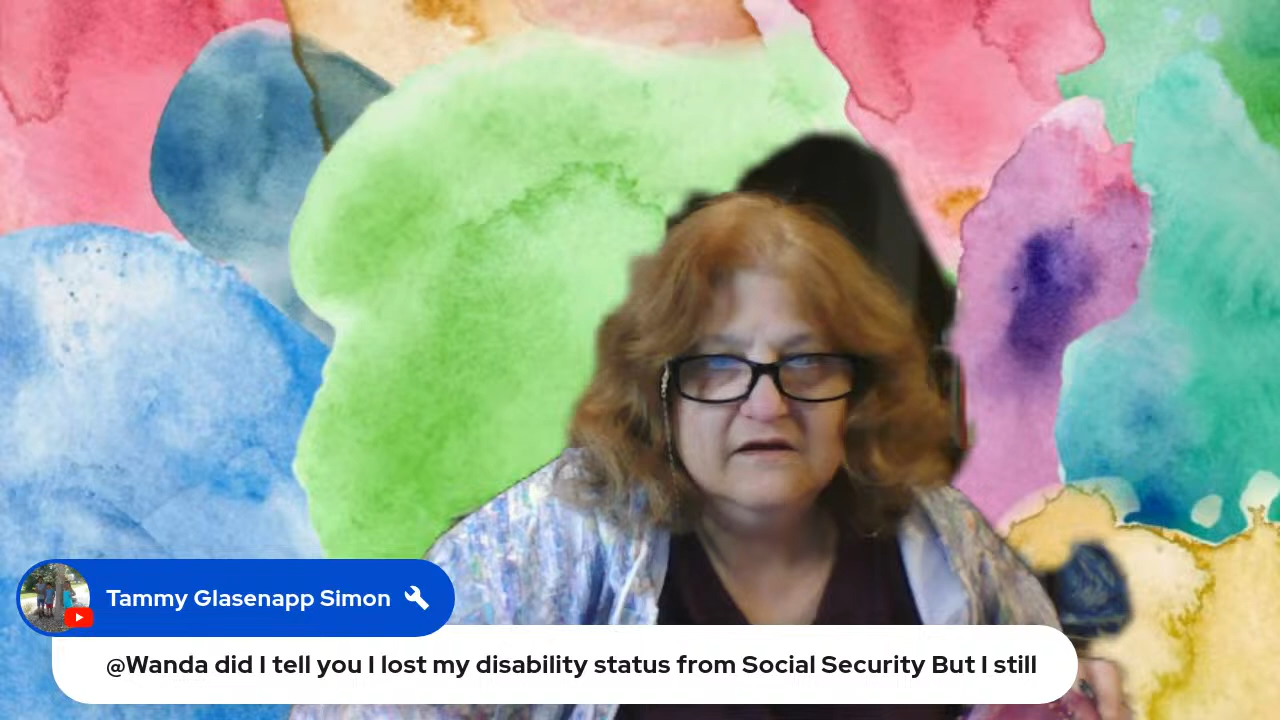 Tammy Glasenapp Simon
@Wanda did I tell you I lost my disability status from Social Security But I still